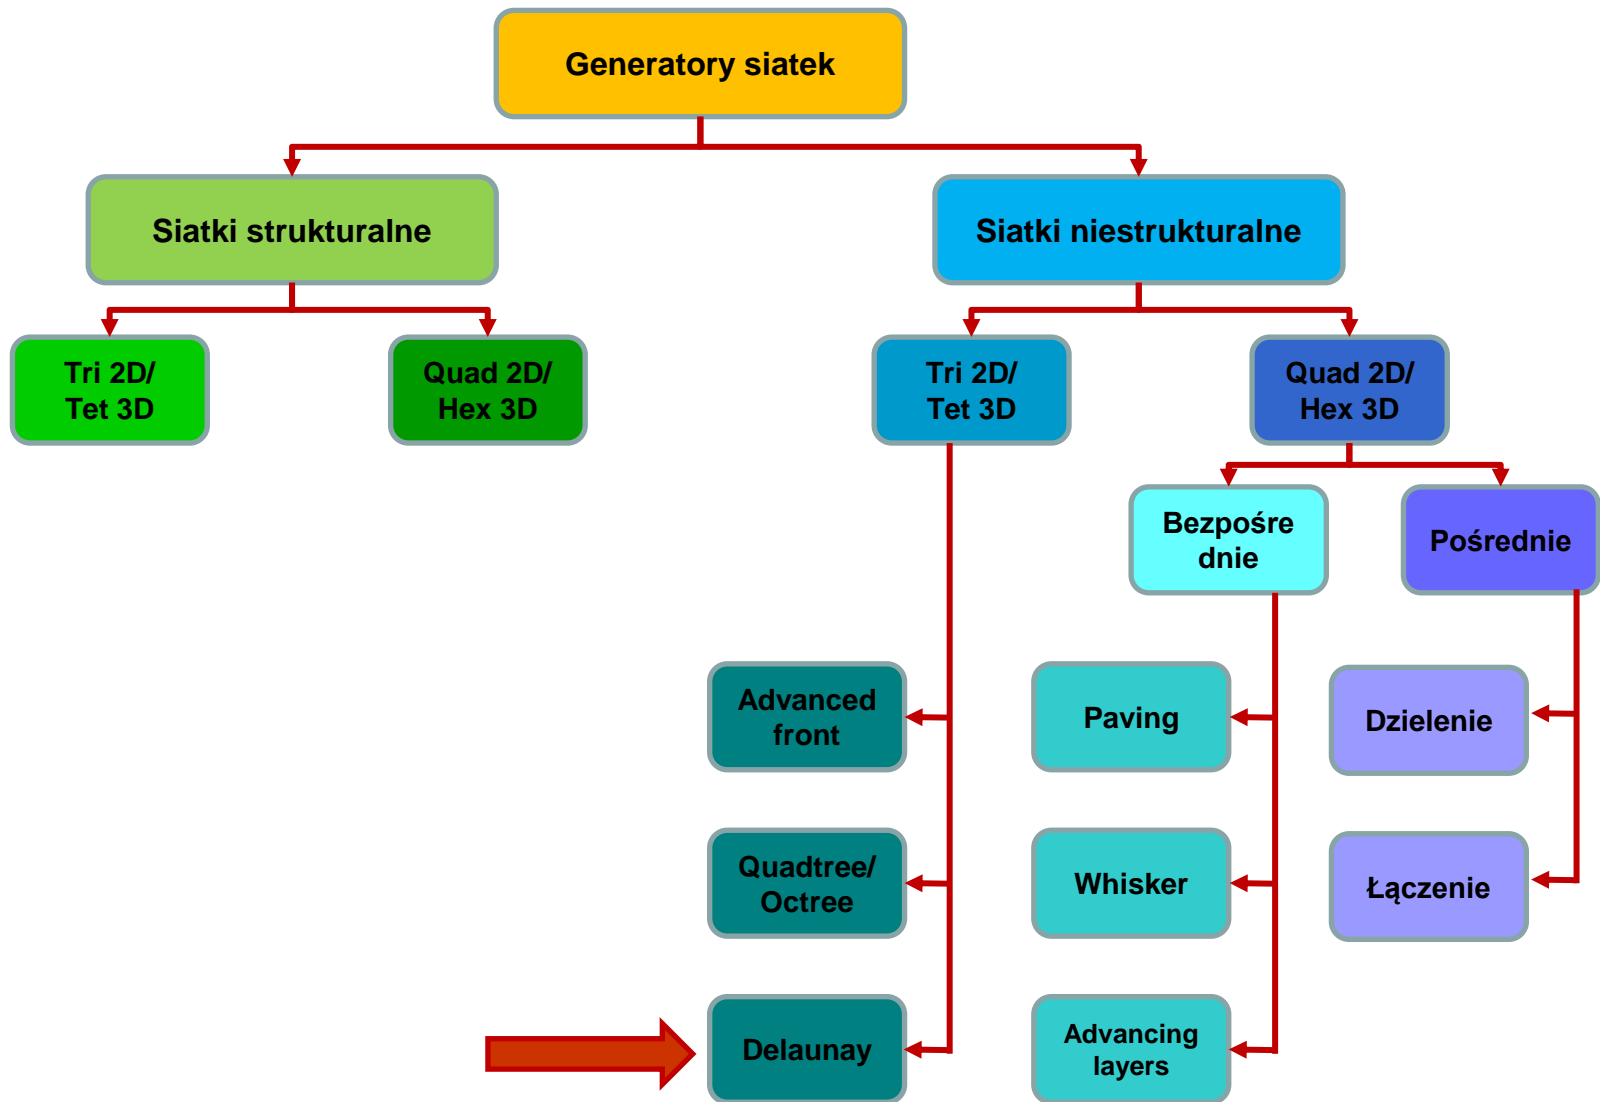 Generatory siatek
Siatki strukturalne
Siatki niestrukturalne
Tri 2D/
Tet 3D
Quad 2D/
Hex 3D
Tri 2D/
Tet 3D
Quad 2D/
Hex 3D
Bezpośre
dnie
Pośrednie
Advanced
front
Paving
Dzielenie
Quadtree/
Octree
Whisker
Łączenie
Delaunay
Advancing
layers